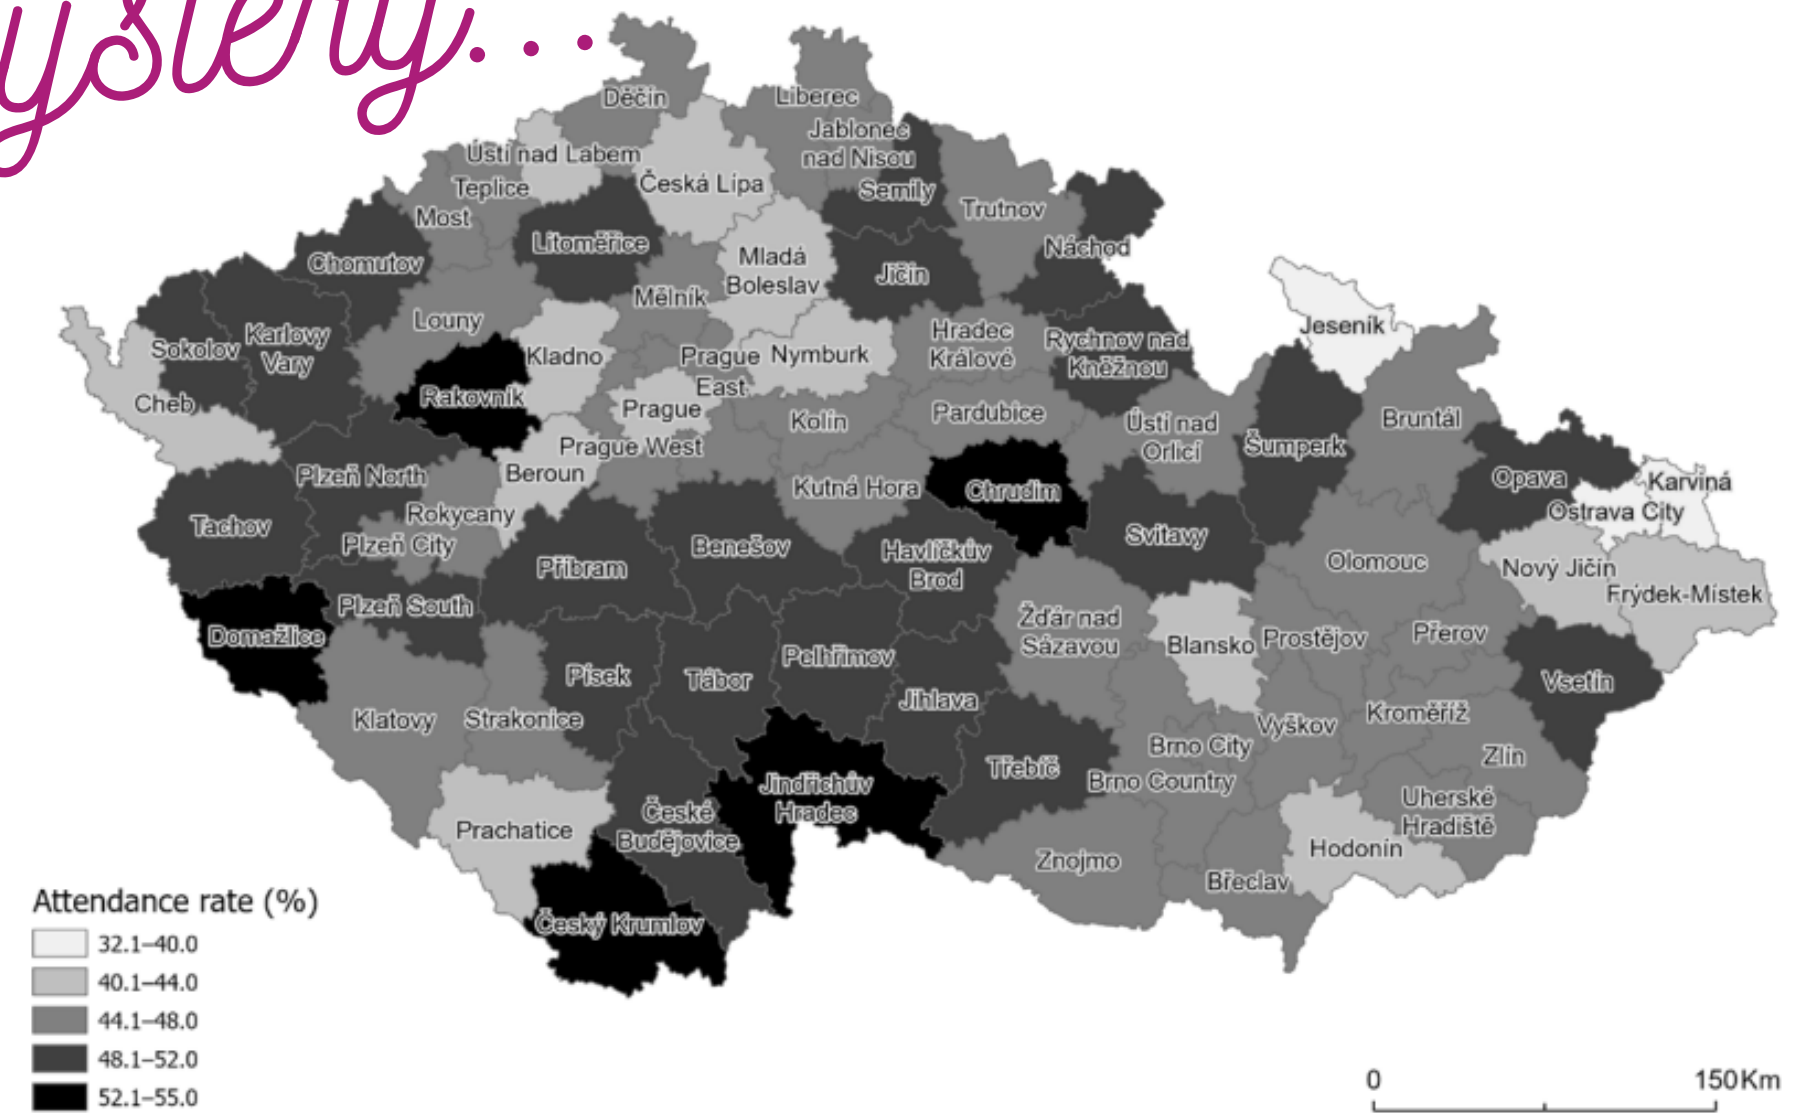 ystery...
Děčín
Liberec
Jablonec
nad Nisou
Ústí nad Labem
Česká Lípa
Semily
Teplice
Trutnov
Most
Litoměřice
Náchod
Chomutov
Mladá
Boleslav
Jičín
Mělník
Louny
Jeseník
Karlovy
Vary
Sokolov
Kladno
Prague
East
Nymburk
Hradec
Králové
Rychnov nad
Kněžnou
Cheb
Rakovník
Prague
Kolín
Pardubice
Ústí nad
Orlicí
Bruntál
Šumperk
Prague West
Beroun
Plzeň North
Kutná Hora
Chrudim
Opava
Karviná
Ostrava City
Tachov
Rokycany
Plzeň City
Benešov
Havlíčkův
Brod
Svitavy
Olomouc
Příbram
Nový Jičín
Frýdek-Místek
Plzeň South
Domažlice
Žďár nad
Sázavou
Blansko
Prostějov
Přerov
Písek
Tábor
Pelhřimov
Jihlava
Vsetín
Klatovy
Strakonice
Vyškov
Kroměříž
Brno City
Zlín
Třebíč
Brno Country
Jindřichův
Hradec
České
Budějovice
Uherské
Hradiště
Prachatice
Znojmo
Hodonín
Břeclav
Český Krumlov
Attendance rate (%)
32.1–40.0
40.1–44.0
44.1–48.0
48.1–52.0
52.1–55.0
0 150Km